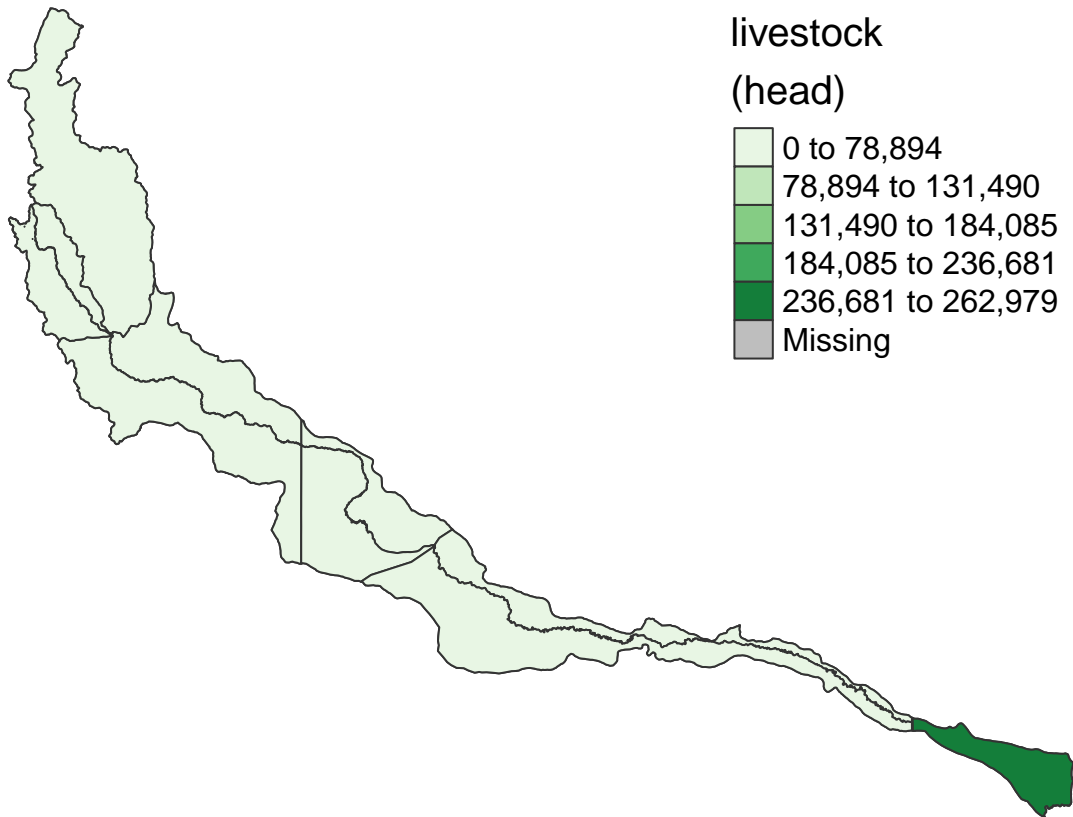 livestock
(head)
0 to 78,894
78,894 to 131,490
131,490 to 184,085
184,085 to 236,681
236,681 to 262,979
Missing